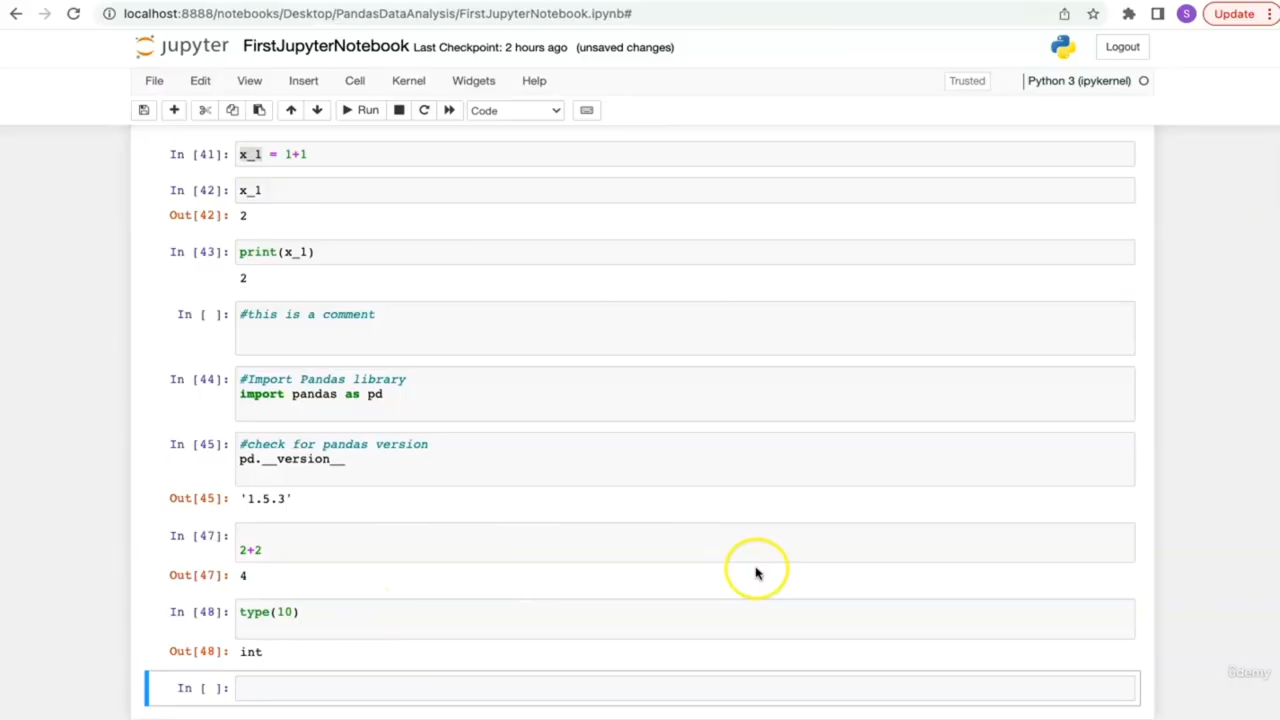 localhost:8888/notebooks/Desktop/PandasDataAnalysis/FirstJupyterNotebook.ipynb#
S
Update
jupyter FirstJupyterNotebook Last Checkpoint: 2 hours ago (unsaved changes)
Logout
File Edit View Insert Cell Kernel Widgets Help
Trusted
Python 3 (ipykernel)
Run
Code
In [41]: x_1 = 1+1
In [42]: x_1
Out[42]: 2
In [43]: print(x_1)
2
In [ ]: #this is a comment
In [44]: #Import Pandas library
import pandas as pd
In [45]: #check for pandas version
pd.__version__
Out[45]: '1.5.3'
In [47]:
2+2
Out[47]: 4
In [48]: type(10)
Out[48]: int
In [ ]:
ûdemy